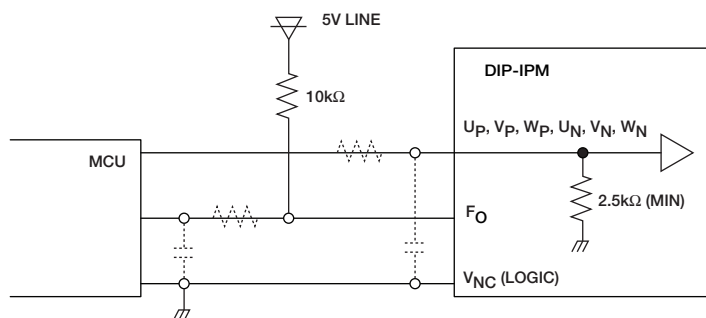 5V LINE
DIP-IPM
10kΩ
UP, VP, WP, UN, VN, WN
MCU
2.5kΩ (MIN)
FO
VNC (LOGIC)